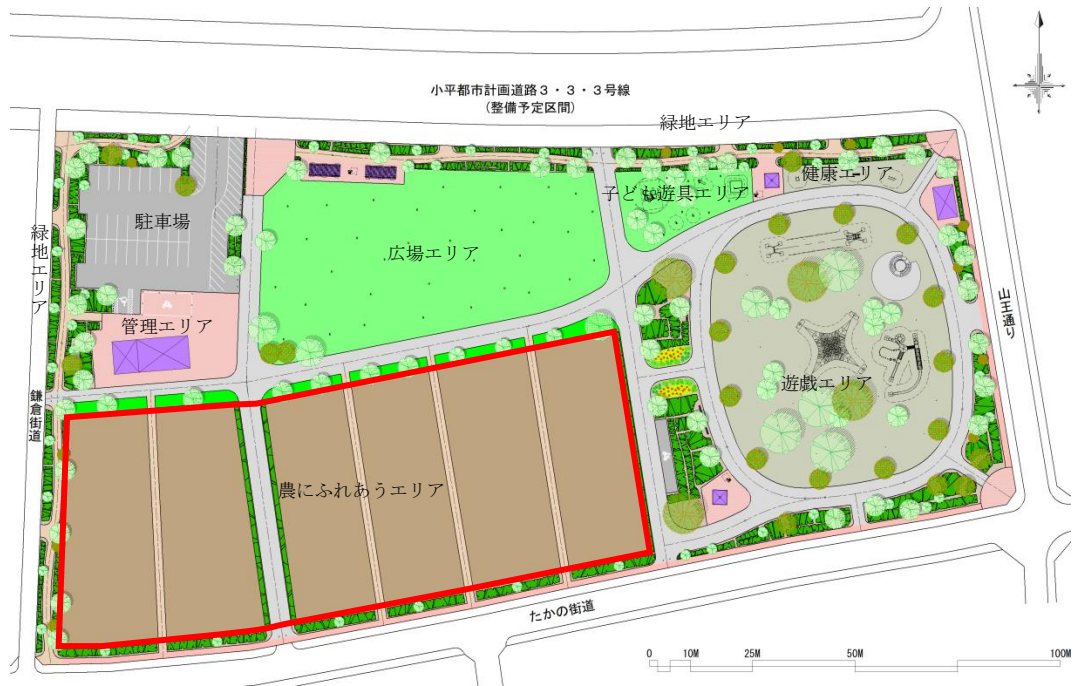 小平都市計画道路３・３・３号線
(整備予定区間)
緑地エリア
健康エリア
子ども遊具エリア
駐車場
広場エリア
緑地エリア
管理エリア
山王通り
遊戯エリア
鎌倉街道
農にふれあうエリア
たかの街道
0 10M 25M 50M 100M